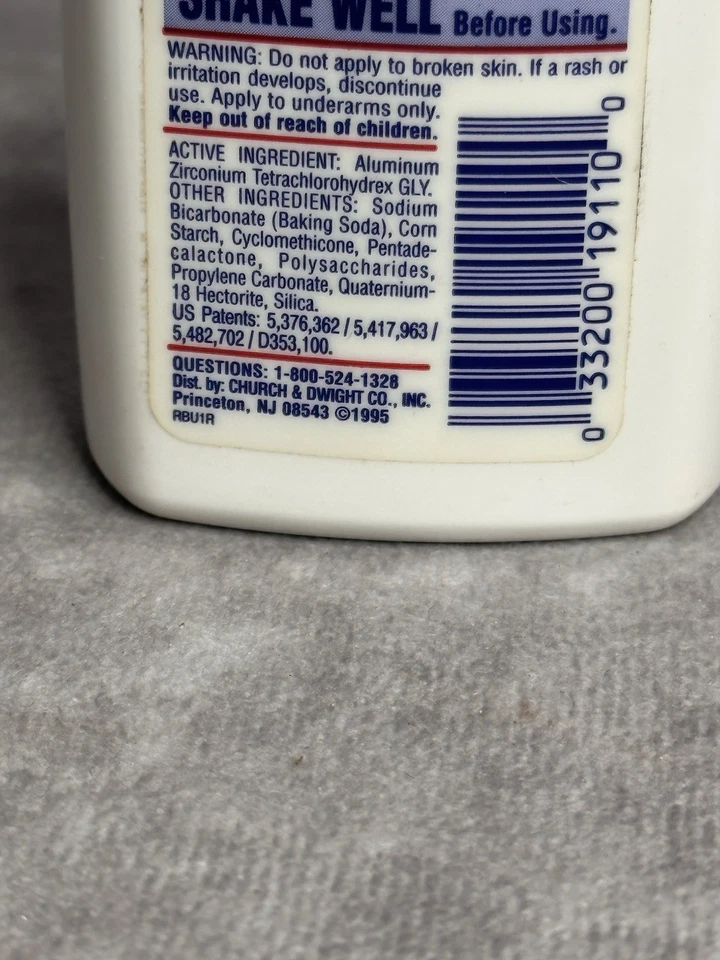 SHAKE WELL Before Using.
WARNING: Do not apply to broken skin. If a rash or
irritation develops, discontinue
use. Apply to underarms only.
Keep out of reach of children.
ACTIVE INGREDIENT: Aluminum
Zirconium Tetrachlorohydrex GLY.
OTHER INGREDIENTS: Sodium
Bicarbonate (Baking Soda), Corn
Starch, Cyclomethicone, Pentade-
calactone, Polysaccharides,
Propylene Carbonate, Quaternium-
18 Hectorite, Silica.
US Patents: 5,376,362 / 5,417,963 /
5,482,702 / D353,100.
QUESTIONS: 1-800-524-1328
Dist. by: CHURCH & DWIGHT CO., INC.
Princeton, NJ 08543 ©1995
RBU1R
0 33200 19110 0